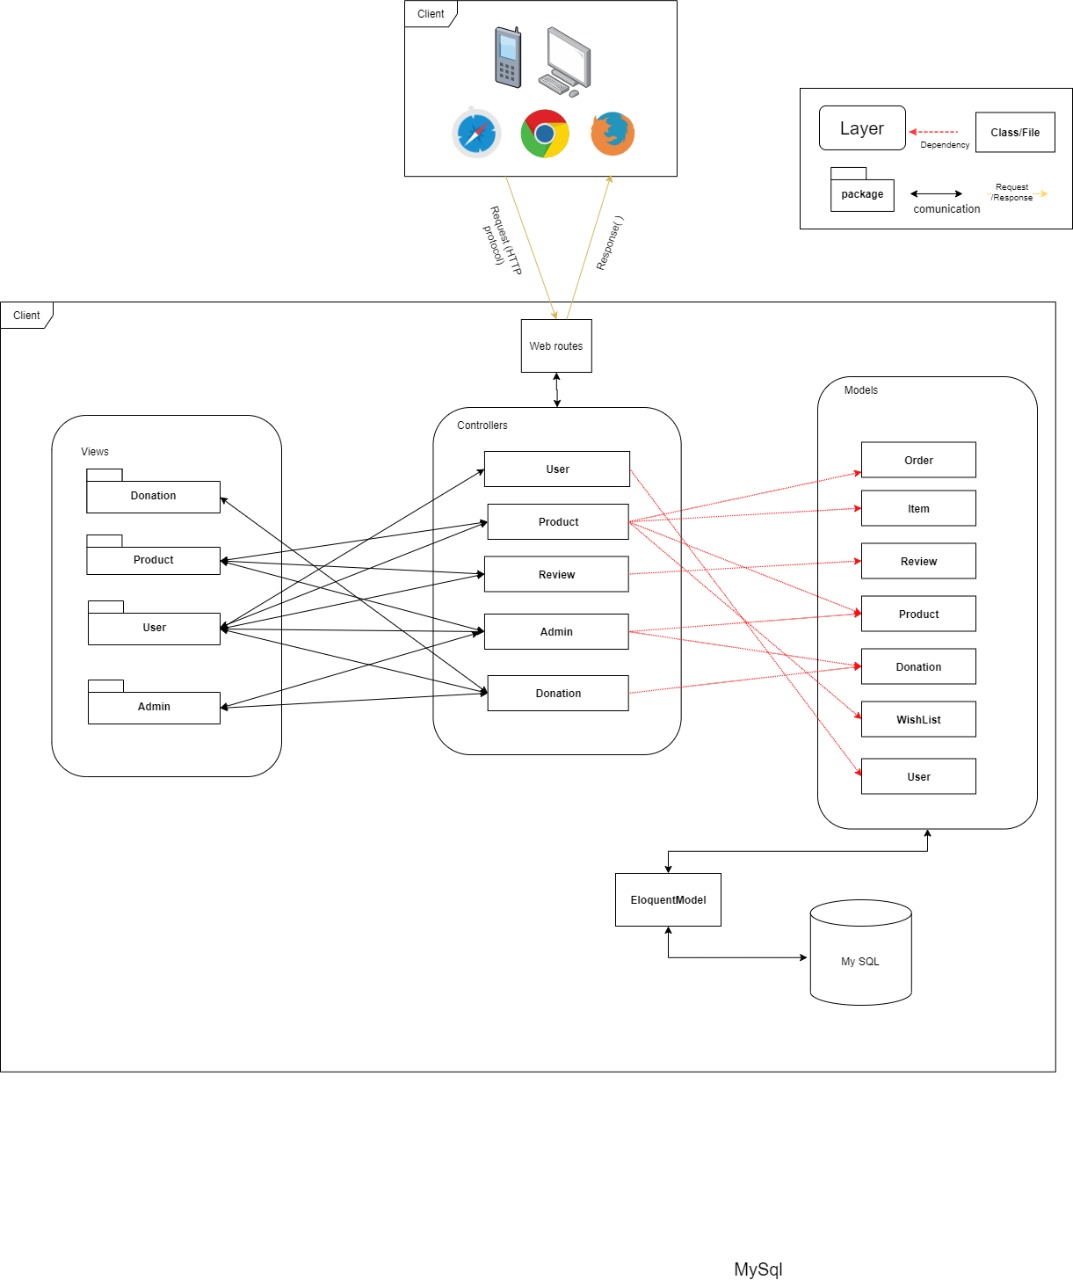 Client
Layer
Dependency
Class/File
package
comunication
Request
/Response
Request (HTTP
protocol)
Response( )
Client
Web routes
Views
Donation
Product
User
Admin
Controllers
User
Product
Review
Admin
Donation
Models
Order
Item
Review
Product
Donation
WishList
User
EloquentModel
My SQL
MySql